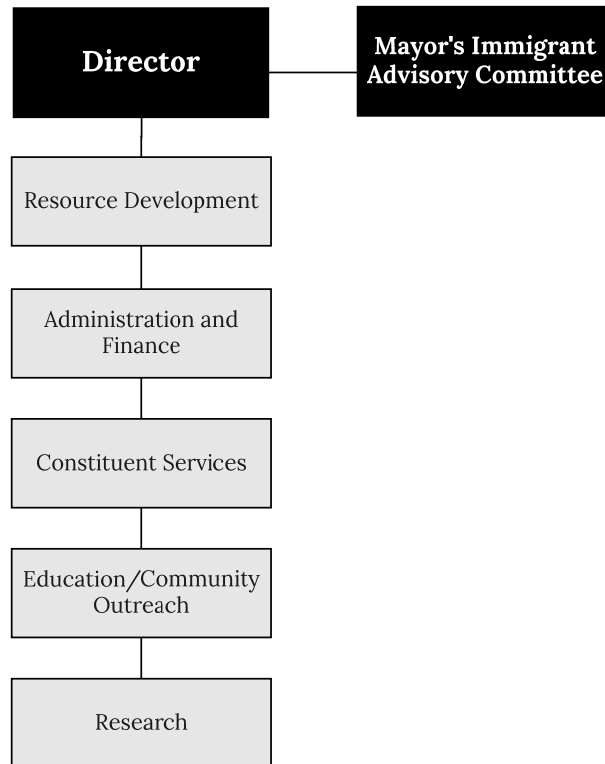 Director
Mayor's Immigrant
Advisory Committee
Resource Development
Administration and
Finance
Constituent Services
Education/Community
Outreach
Research